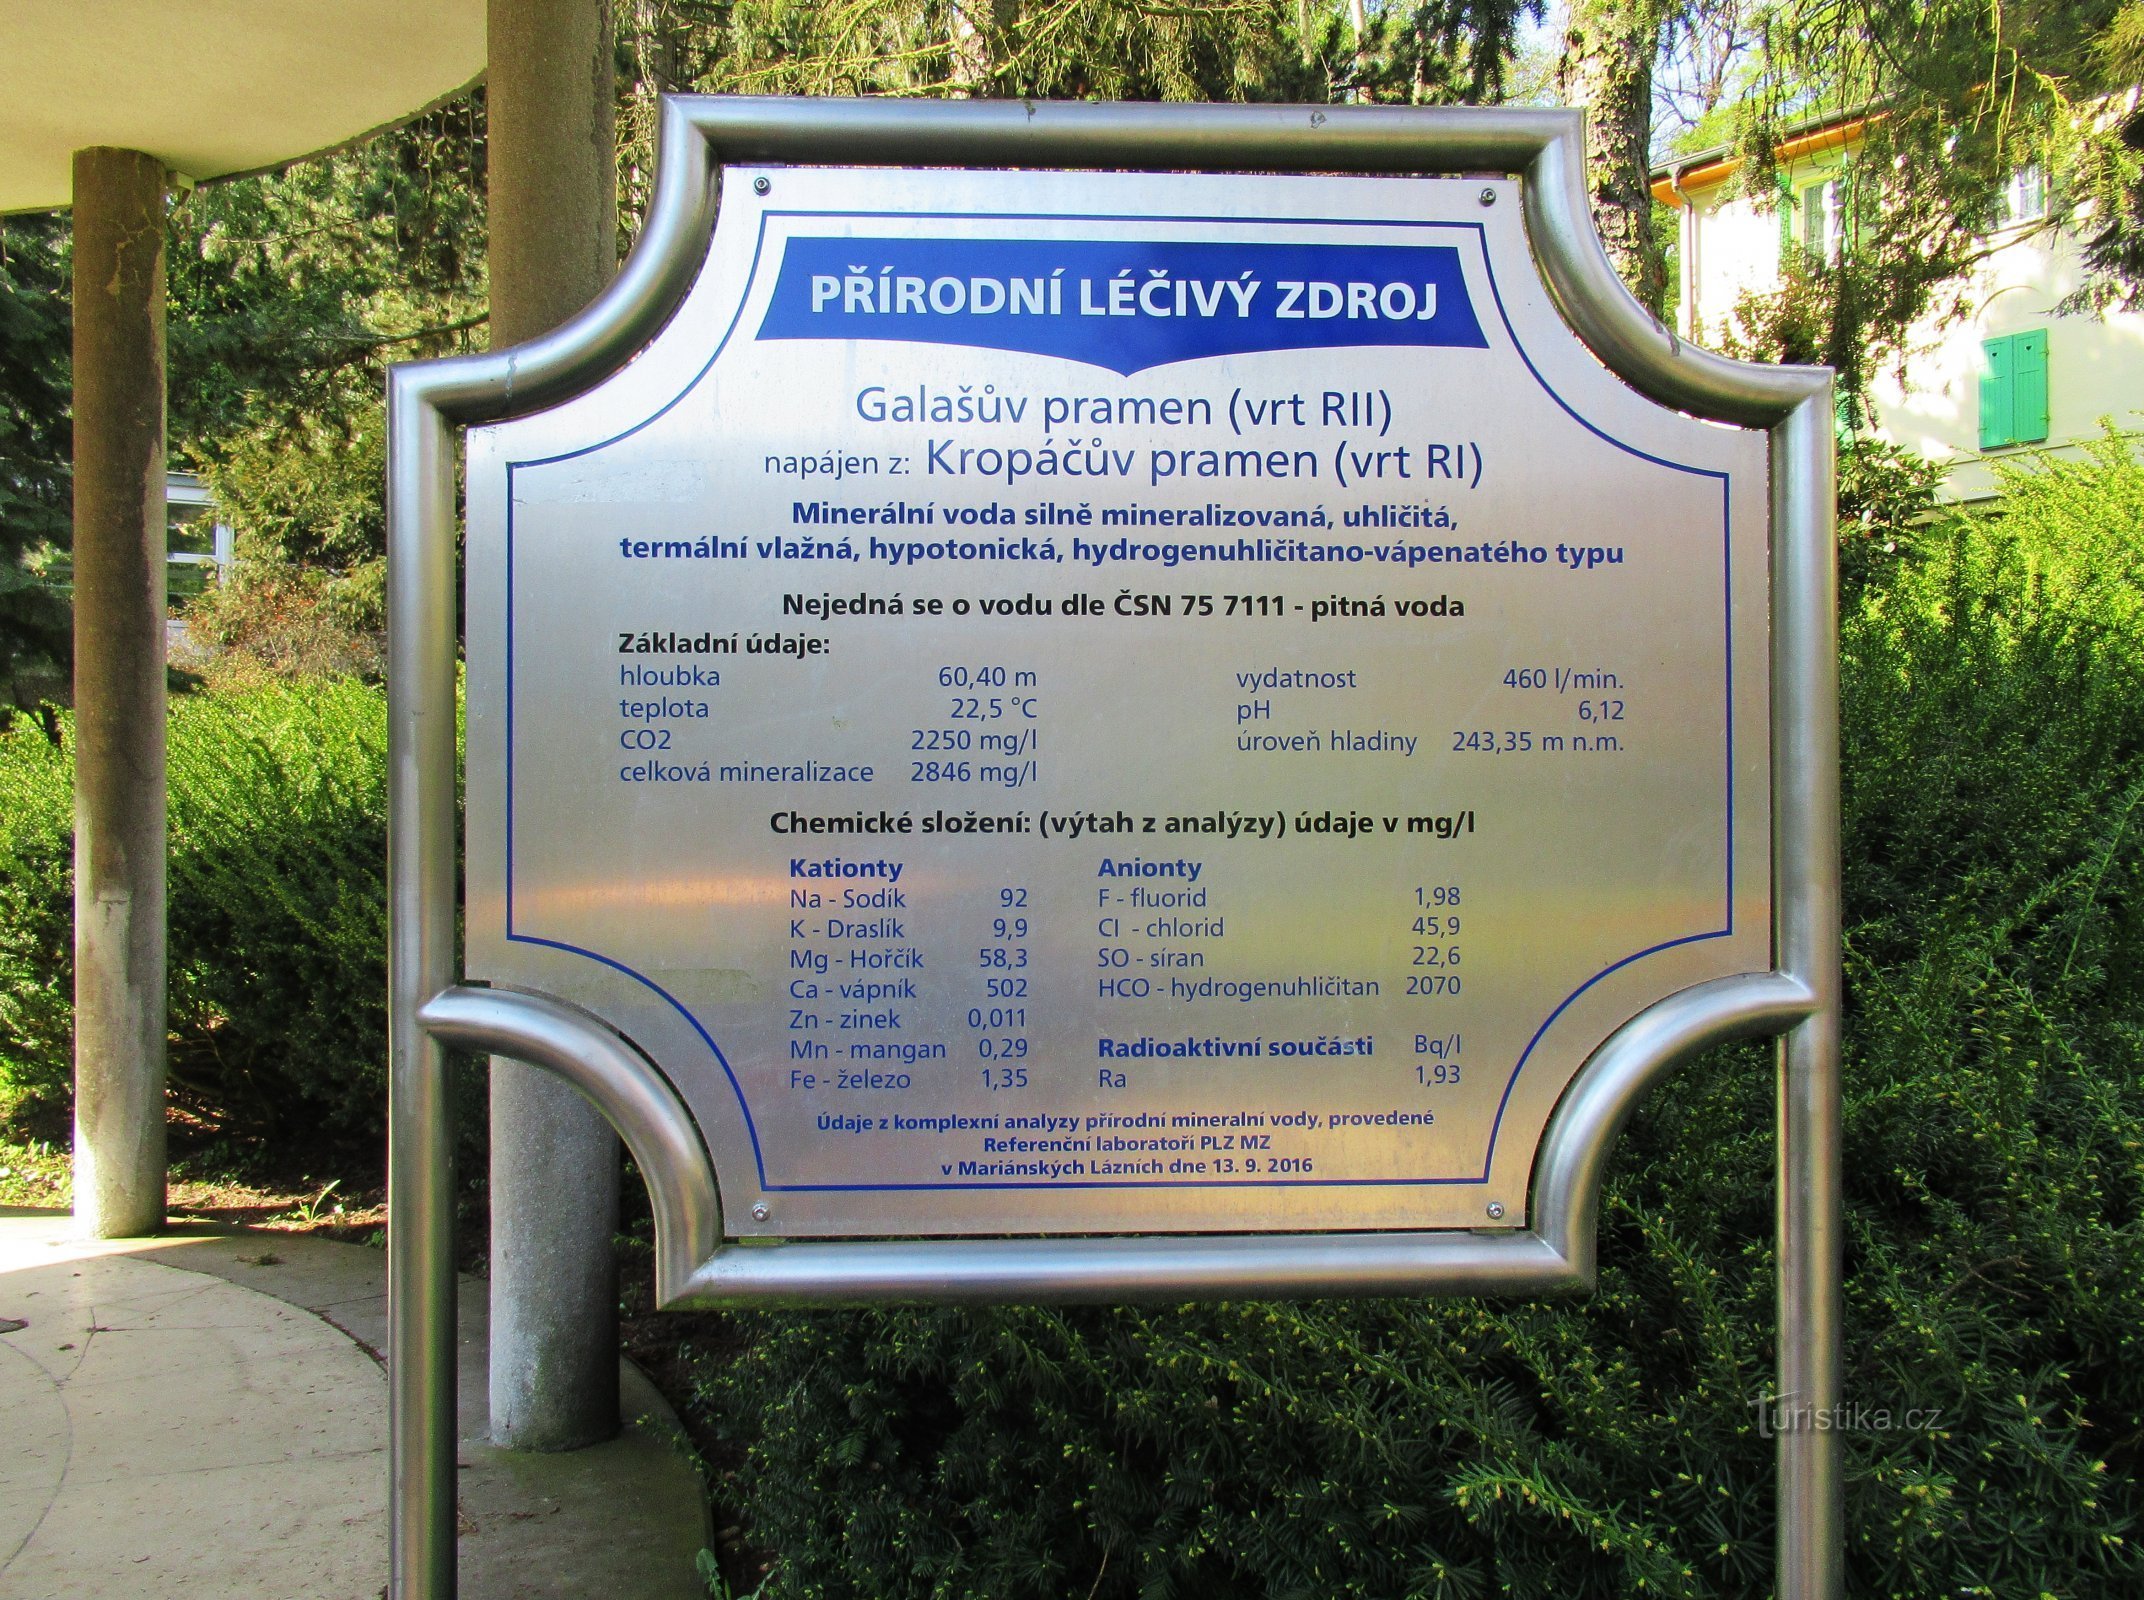 PŘÍRODNÍ LÉČIVÝ ZDROJ
Galašův pramen (vrt RII)
napájen z: Kropáčův pramen (vrt RI)
Minerální voda silně mineralizovaná, uhličitá,
termální vlažná, hypotonická, hydrogenuhličitano-vápenatého typu
Nejedná se o vodu dle ČSN 75 7111 - pitná voda
Základní údaje:
hloubka 60,40 m vydatnost 460 l/min.
teplota 22,5 °C pH 6,12
CO2 2250 mg/l úroveň hladiny 243,35 m n.m.
celková mineralizace 2846 mg/l
Chemické složení: (výtah z analýzy) údaje v mg/l
Kationty Anionty
Na - Sodík 92 F - fluorid 1,98
K - Draslík 9,9 Cl - chlorid 45,9
Mg - Hořčík 58,3 SO - síran 22,6
Ca - vápník 502 HCO - hydrogenuhličitan 2070
Zn - zinek 0,011
Mn - mangan 0,29 Radioaktivní součásti Bq/l
Fe - železo 1,35 Ra 1,93
Údaje z komplexní analyzy přírodní mineralní vody, provedené
Referenční laboratoří PLZ MZ
v Mariánských Lázních dne 13. 9. 2016
Turistika.cz